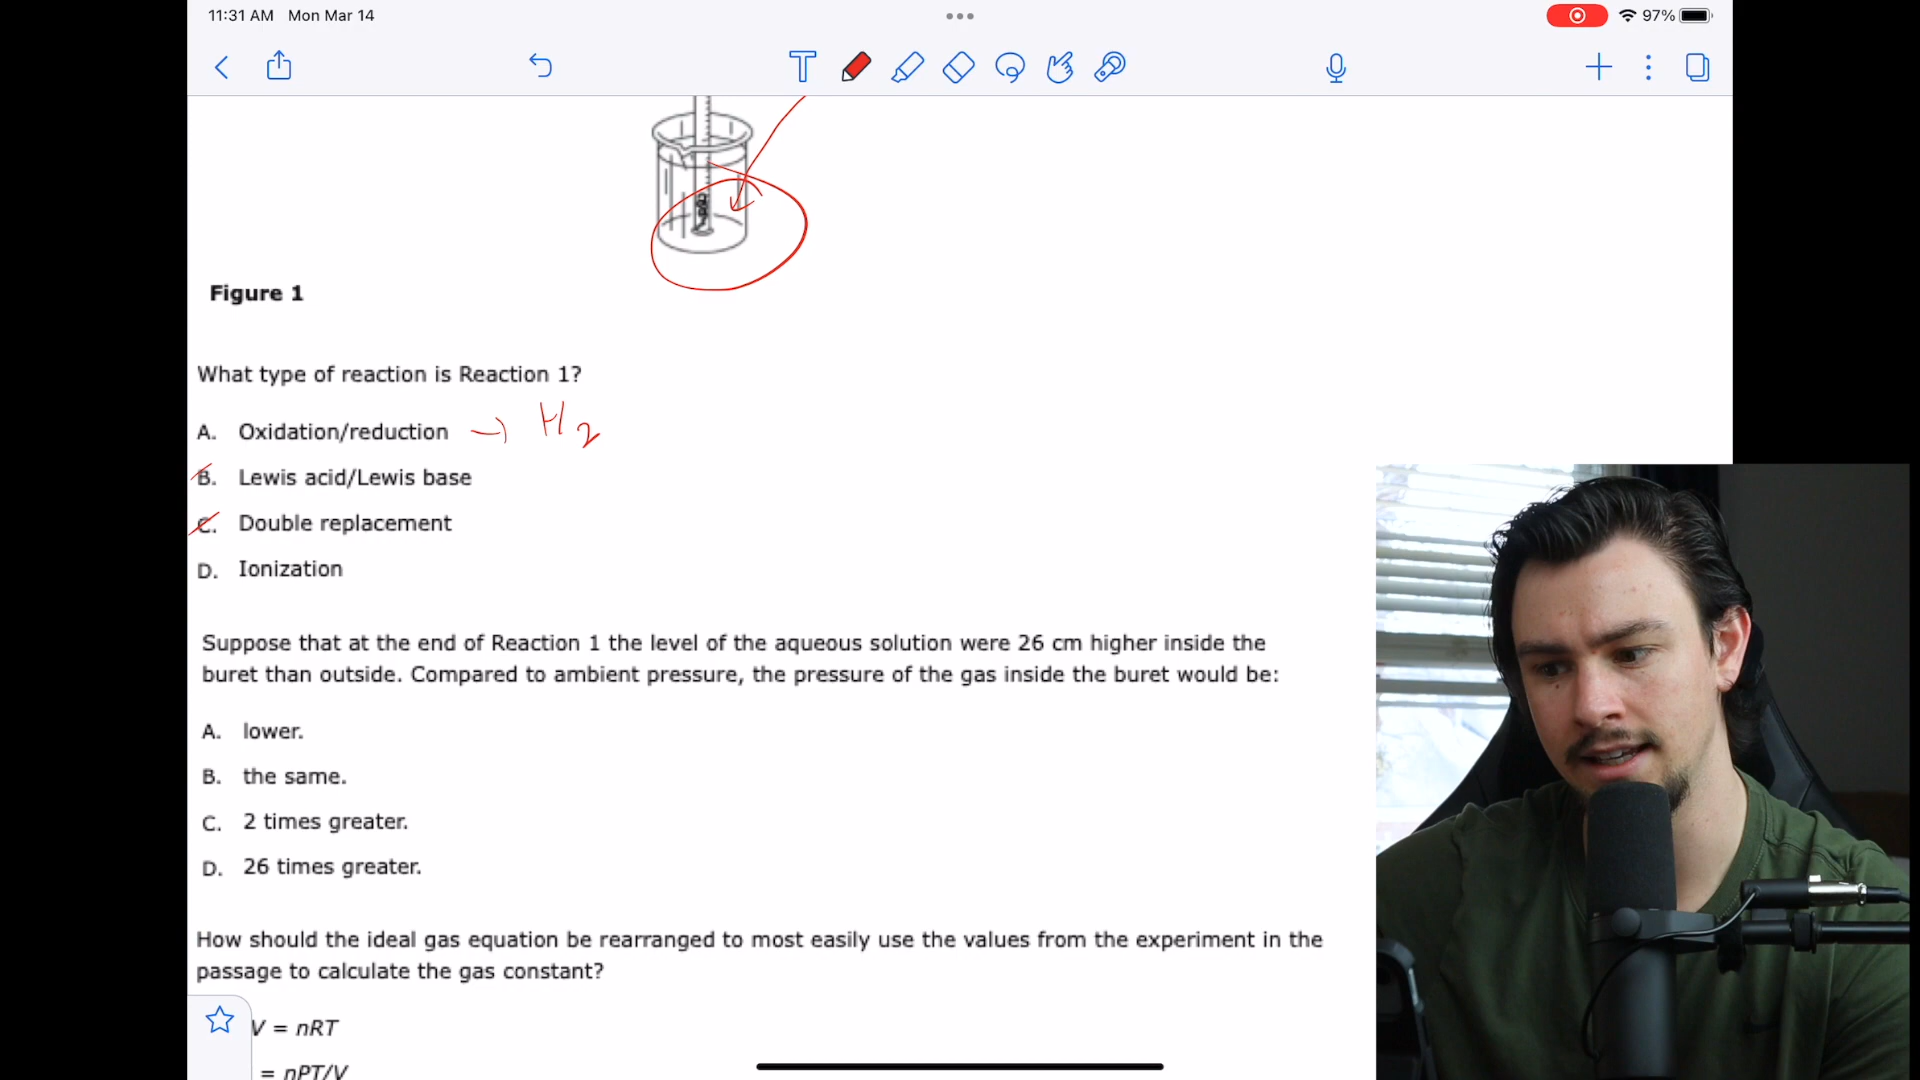 11:31 AM Mon Mar 14
97%
T
Figure 1
What type of reaction is Reaction 1?
A. Oxidation/reduction → H2
B. Lewis acid/Lewis base
C. Double replacement
D. Ionization
Suppose that at the end of Reaction 1 the level of the aqueous solution were 26 cm higher inside the
buret than outside. Compared to ambient pressure, the pressure of the gas inside the buret would be:
A. lower.
B. the same.
C. 2 times greater.
D. 26 times greater.
How should the ideal gas equation be rearranged to most easily use the values from the experiment in the
passage to calculate the gas constant?
V = nRT
= nPT/V